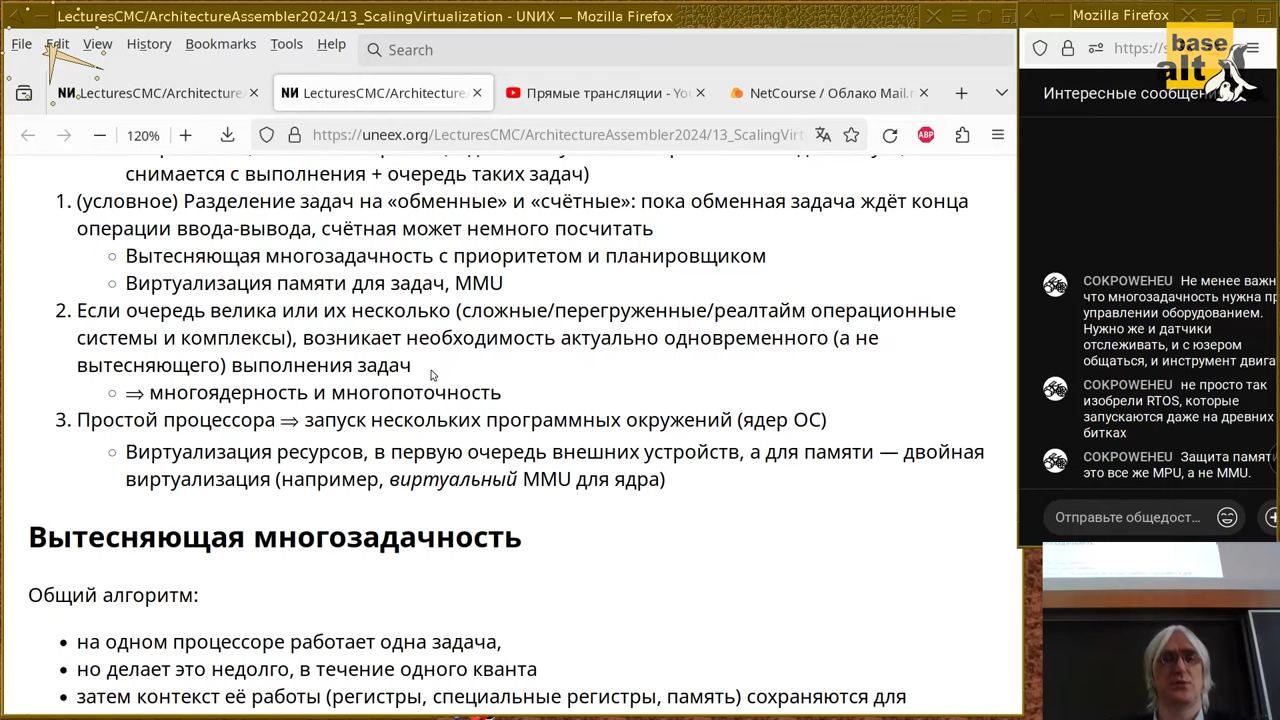 LecturesCMC/ArchitectureAssembler2024/13_ScalingVirtualization - UNИX — Mozilla Firefox
File Edit View History Bookmarks Tools Help
Search
LecturesCMC/Architecture
LecturesCMC/Architecture
Прямые трансляции - You
NetCourse / Облако Mail.r
120%
https://uneex.org/LecturesCMC/ArchitectureAssembler2024/13_ScalingVirt
ABP
снимается с выполнения + очередь таких задач)
1. (условное) Разделение задач на «обменные» и «счётные»: пока обменная задача ждёт конца
операции ввода-вывода, счётная может немного посчитать
Вытесняющая многозадачность с приоритетом и планировщиком
Виртуализация памяти для задач, MMU
2. Если очередь велика или их несколько (сложные/перегруженные/реалтайм операционные
системы и комплексы), возникает необходимость актуально одновременного (а не
вытесняющего) выполнения задач
⇒ многоядерность и многопоточность
3. Простой процессора ⇒ запуск нескольких программных окружений (ядер ОС)
Виртуализация ресурсов, в первую очередь внешних устройств, а для памяти — двойная
виртуализация (например, виртуальный MMU для ядра)
Вытесняющая многозадачность
Общий алгоритм:
• на одном процессоре работает одна задача,
• но делает это недолго, в течение одного кванта
• затем контекст её работы (регистры, специальные регистры, память) сохраняются для
Mozilla Firefox
base
alt
https://s
Интересные сообщен
COKPOWEHEU Не менее важн
что многозадачность нужна пр
управлении оборудованием.
Нужно же и датчики
отслеживать, и с юзером
общаться, и инструмент двига
COKPOWEHEU не просто так
изобрели RTOS, которые
запускаются даже на древних
битках
COKPOWEHEU Защита памят
это все же MPU, а не MMU.
Отправьте общедост…